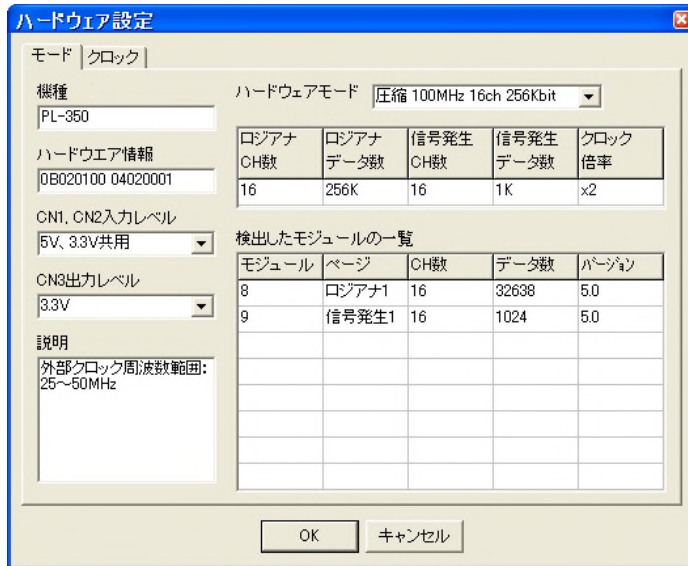 ハードウェア設定
モード クロック
機種
PL-350
ハードウエア情報
0B020100 04020001
CN1, CN2入力レベル
5V、3.3V共用
CN3出力レベル
3.3V
説明
外部クロック周波数範囲:
25～50MHz
ハードウェアモード 圧縮 100MHz 16ch 256Kbit
ロジアナ ロジアナ 信号発生 信号発生 クロック
CH数 データ数 CH数 データ数 倍率
16 256K 16 1K x2
検出したモジュールの一覧
モジュール ページ CH数 データ数 バージョン
8 ロジアナ1 16 32638 5.0
9 信号発生1 16 1024 5.0
OK キャンセル